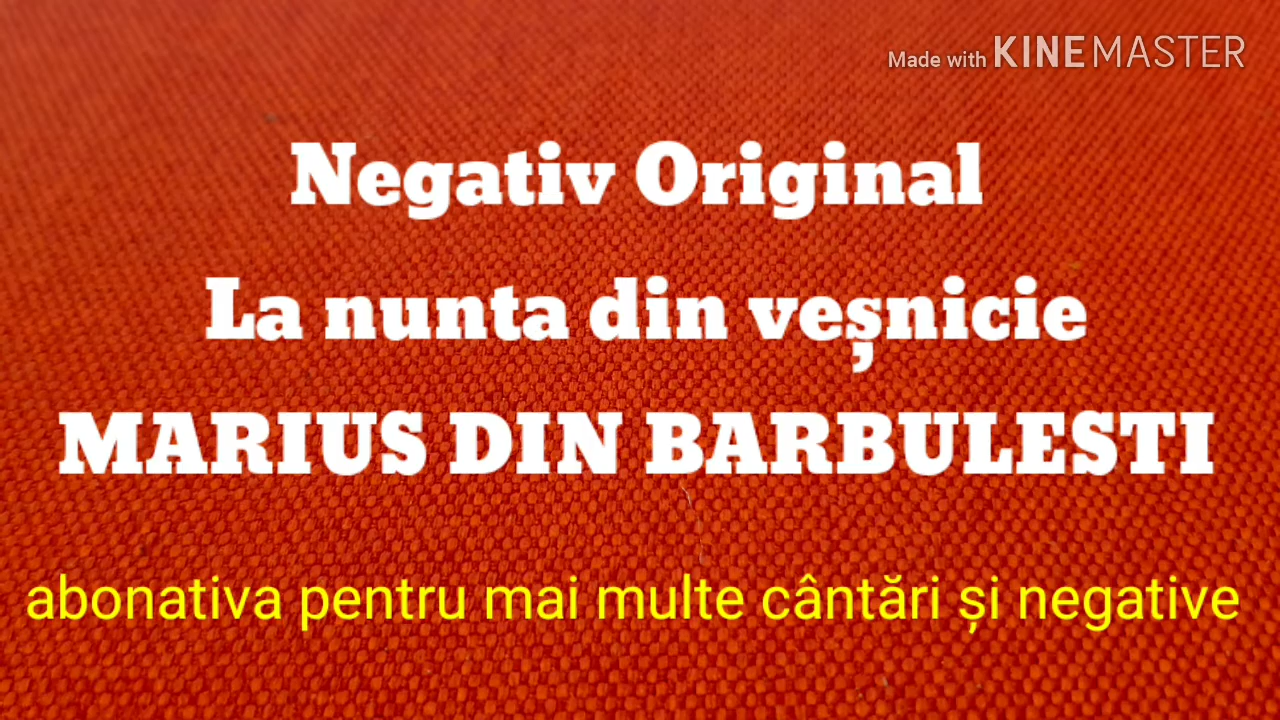 Made with KINEMASTER
Negativ Original
La nunta din veșnicie
MARIUS DIN BARBULESTI
abonativa pentru mai multe cântări și negative